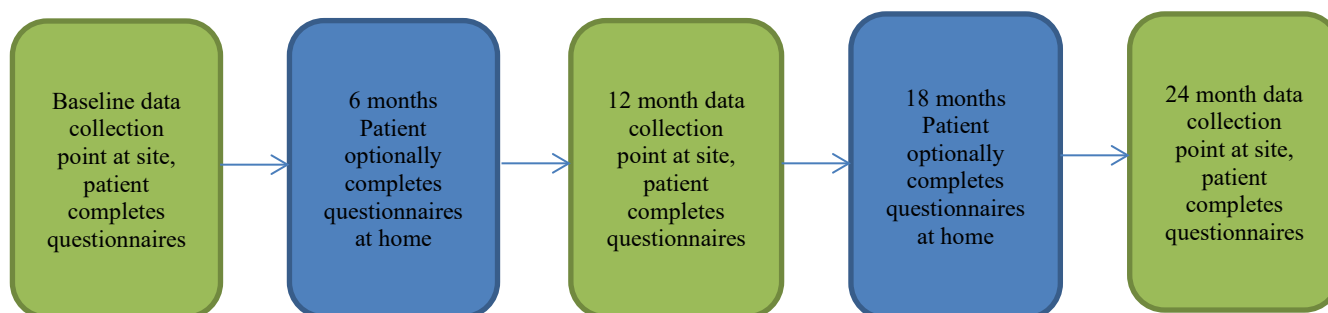 Baseline data
collection
point at site,
patient
completes
questionnaires
6 months
Patient
optionally
completes
questionnaires
at home
12 month data
collection
point at site,
patient
completes
questionnaires
18 months
Patient
optionally
completes
questionnaires
at home
24 month data
collection
point at site,
patient
completes
questionnaires